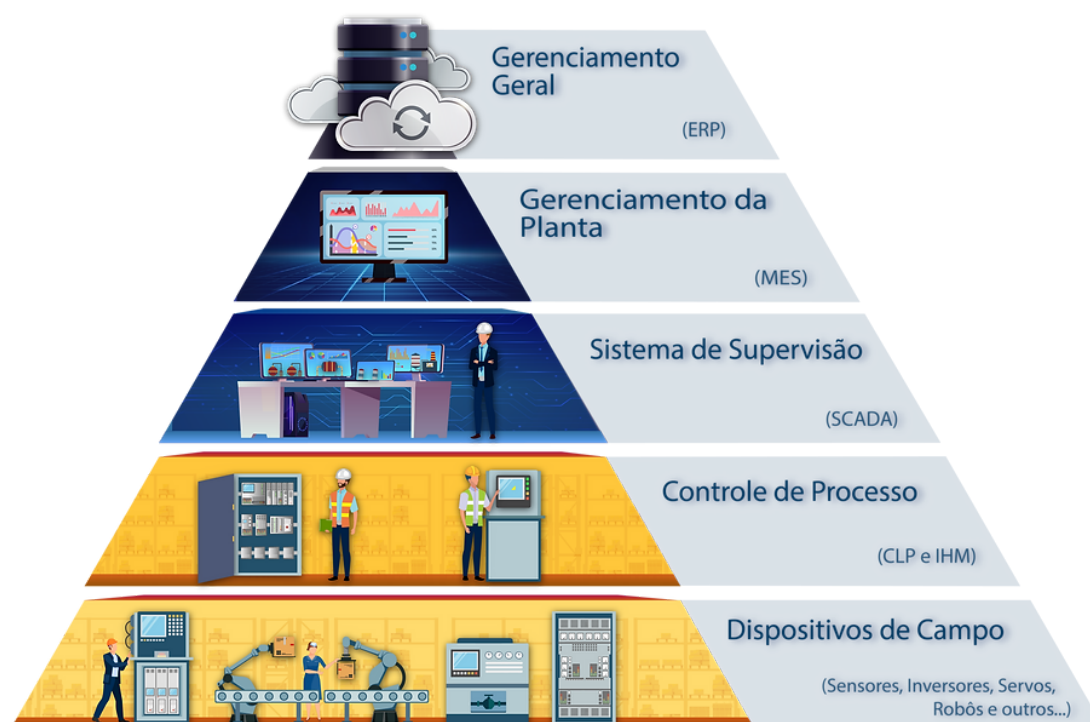 Gerenciamento
Geral
(ERP)
Gerenciamento da
Planta
(MES)
Sistema de Supervisão
(SCADA)
Controle de Processo
(CLP e IHM)
Dispositivos de Campo
(Sensores, Inversores, Servos,
Robôs e outros...)